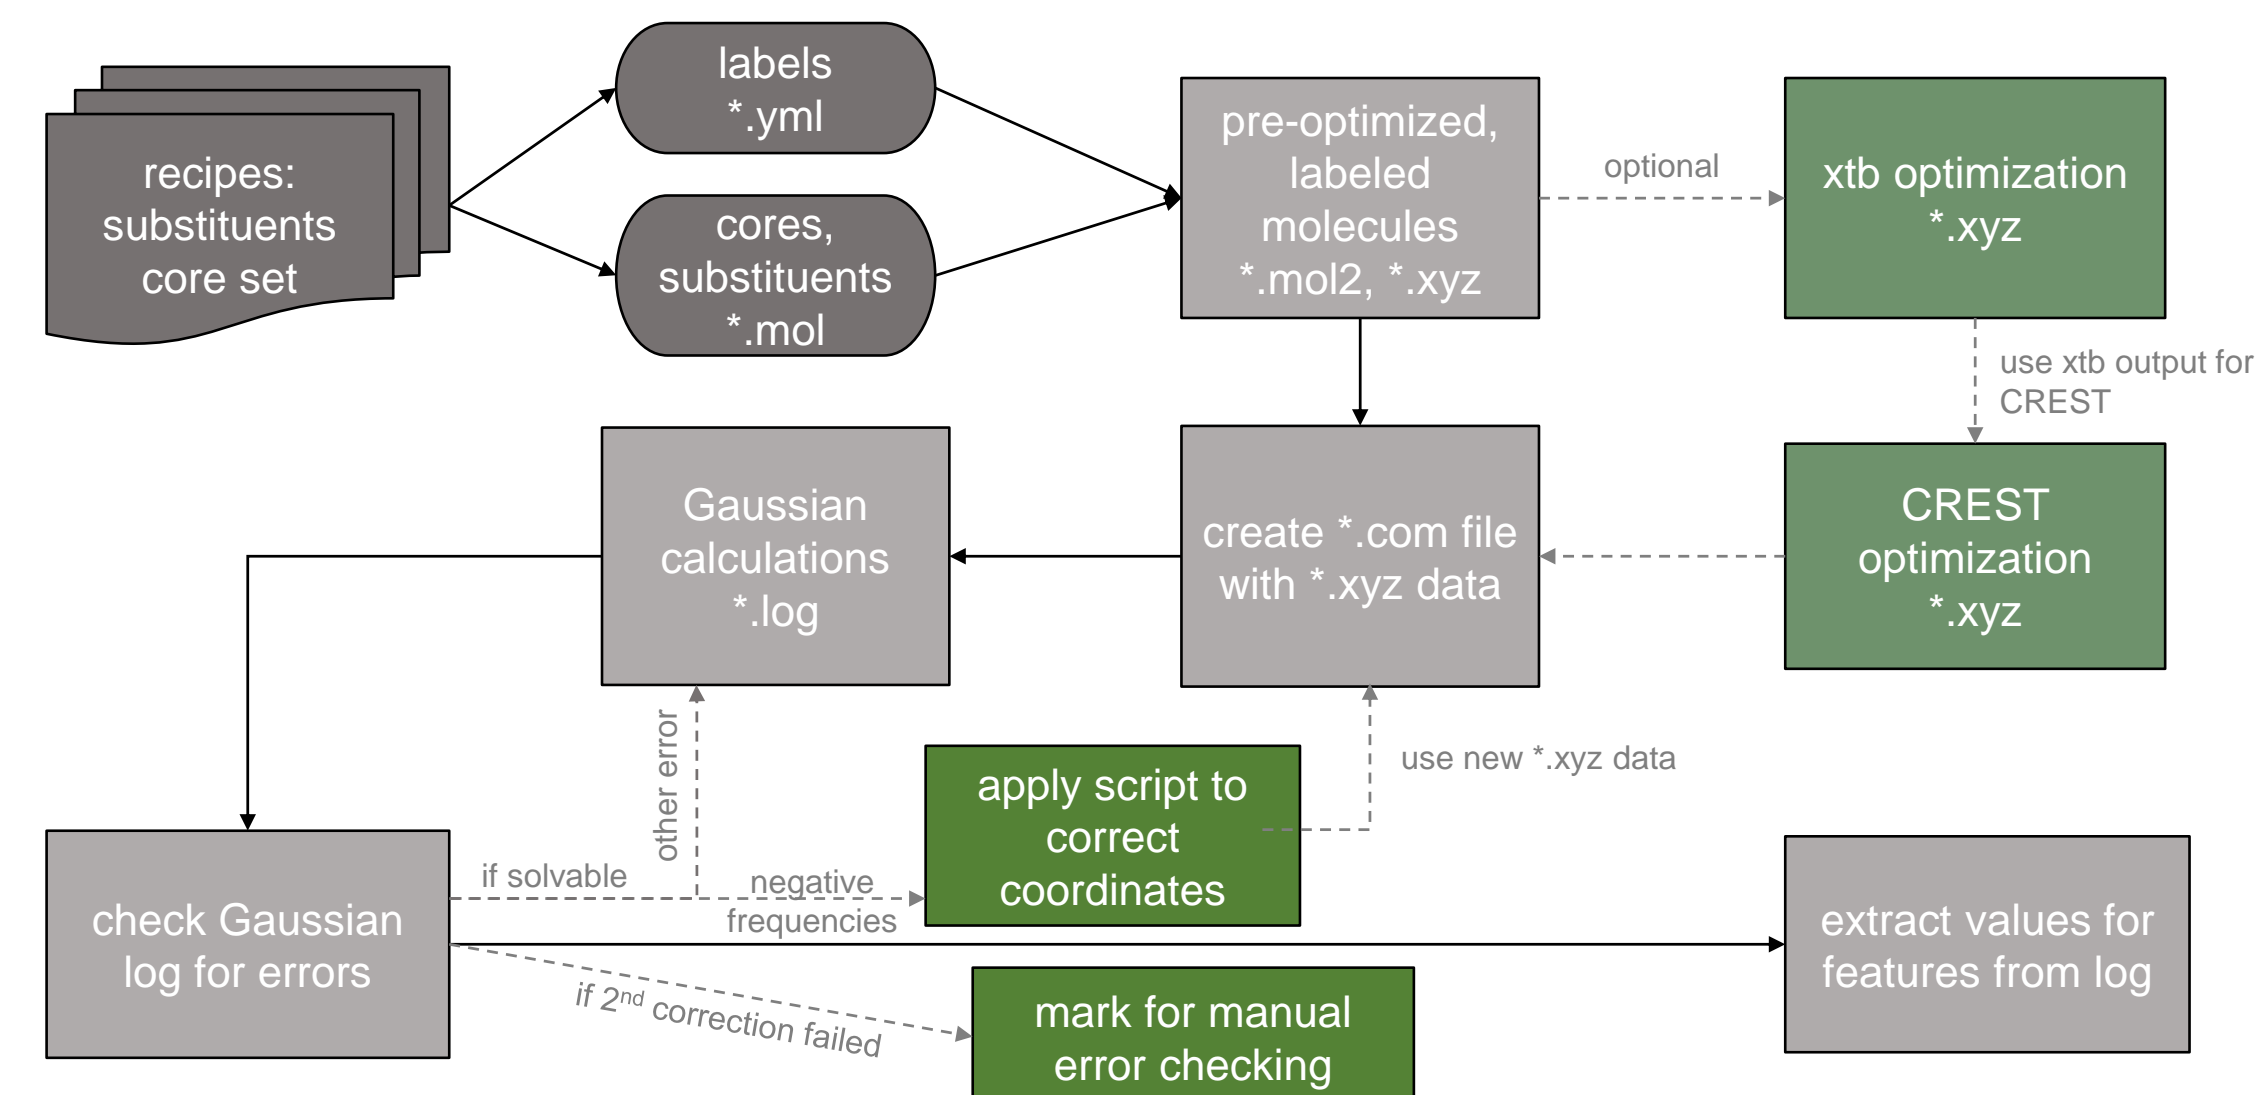 recipes:
substituents
core set
labels
*.yml
cores,
substituents
*.mol
pre-optimized,
labeled
molecules
*.mol2, *.xyz
optional
xtb optimization
*.xyz
use xtb output for
CREST
CREST
optimization
*.xyz
create *.com file
with *.xyz data
Gaussian
calculations
*.log
other error
use new *.xyz data
apply script to
correct
coordinates
if solvable
negative
frequencies
check Gaussian
log for errors
if 2nd correction failed
mark for manual
error checking
extract values for
features from log